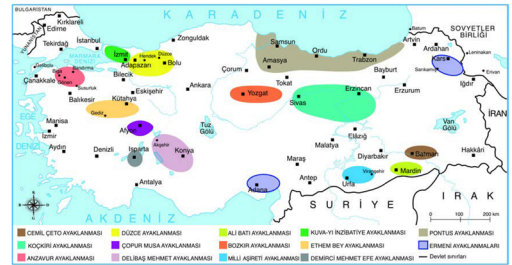 BULGARİSTAN
KARADENİZ
SOVYETLER
BİRLİĞİ
YUNANİSTAN
Kırklareli
Edirne
Tekirdağ
İstanbul
Zonguldak
Batum
Artvin
Ardahan
Leninakan
Kars
Sarıkamış
Erivan
Iğdır
MARMARA
DENİZİ
İzmit
Adapazarı
Hendek
Düzce
Bolu
Samsun
Ordu
Trabzon
Amasya
Çorum
Tokat
Bayburt
Erzurum
Gelibolu
Çanakkale
Biga
Bandırma
Gönen
Susurluk
Balıkesir
Bilecik
Eskişehir
Ankara
Kütahya
Gediz
Yozgat
Sivas
Erzincan
EGE
DENİZİ
Manisa
İzmir
Aydın
Denizli
Afyon
Akşehir
Isparta
Konya
Tuz
Gölü
Antalya
Adana
Maraş
Antep
Malatya
Elazığ
Diyarbakır
Viranşehir
Urfa
Mardin
Batman
Van
Gölü
Hakkâri
İRAN
AKDENİZ
SURİYE
IRAK
0 100 200 km
CEMİL ÇETO AYAKLANMASI
DÜZCE AYAKLANMASI
ALİ BATI AYAKLANMASI
KUVA-YI İNZİBATİYE AYAKLANMASI
PONTUS AYAKLANMASI
KOÇKİRİ AYAKLANMASI
ÇOPUR MUSA AYAKLANMASI
BOZKIR AYAKLANMASI
ETHEM BEY AYAKLANMASI
ERMENİ AYAKLANMALARI
ANZAVUR AYAKLANMASI
DELİBAŞ MEHMET AYAKLANMASI
MİLLİ AŞİRETİ AYAKLANMASI
DEMİRCİ MEHMET EFE AYAKLANMASI
Devlet sınırları